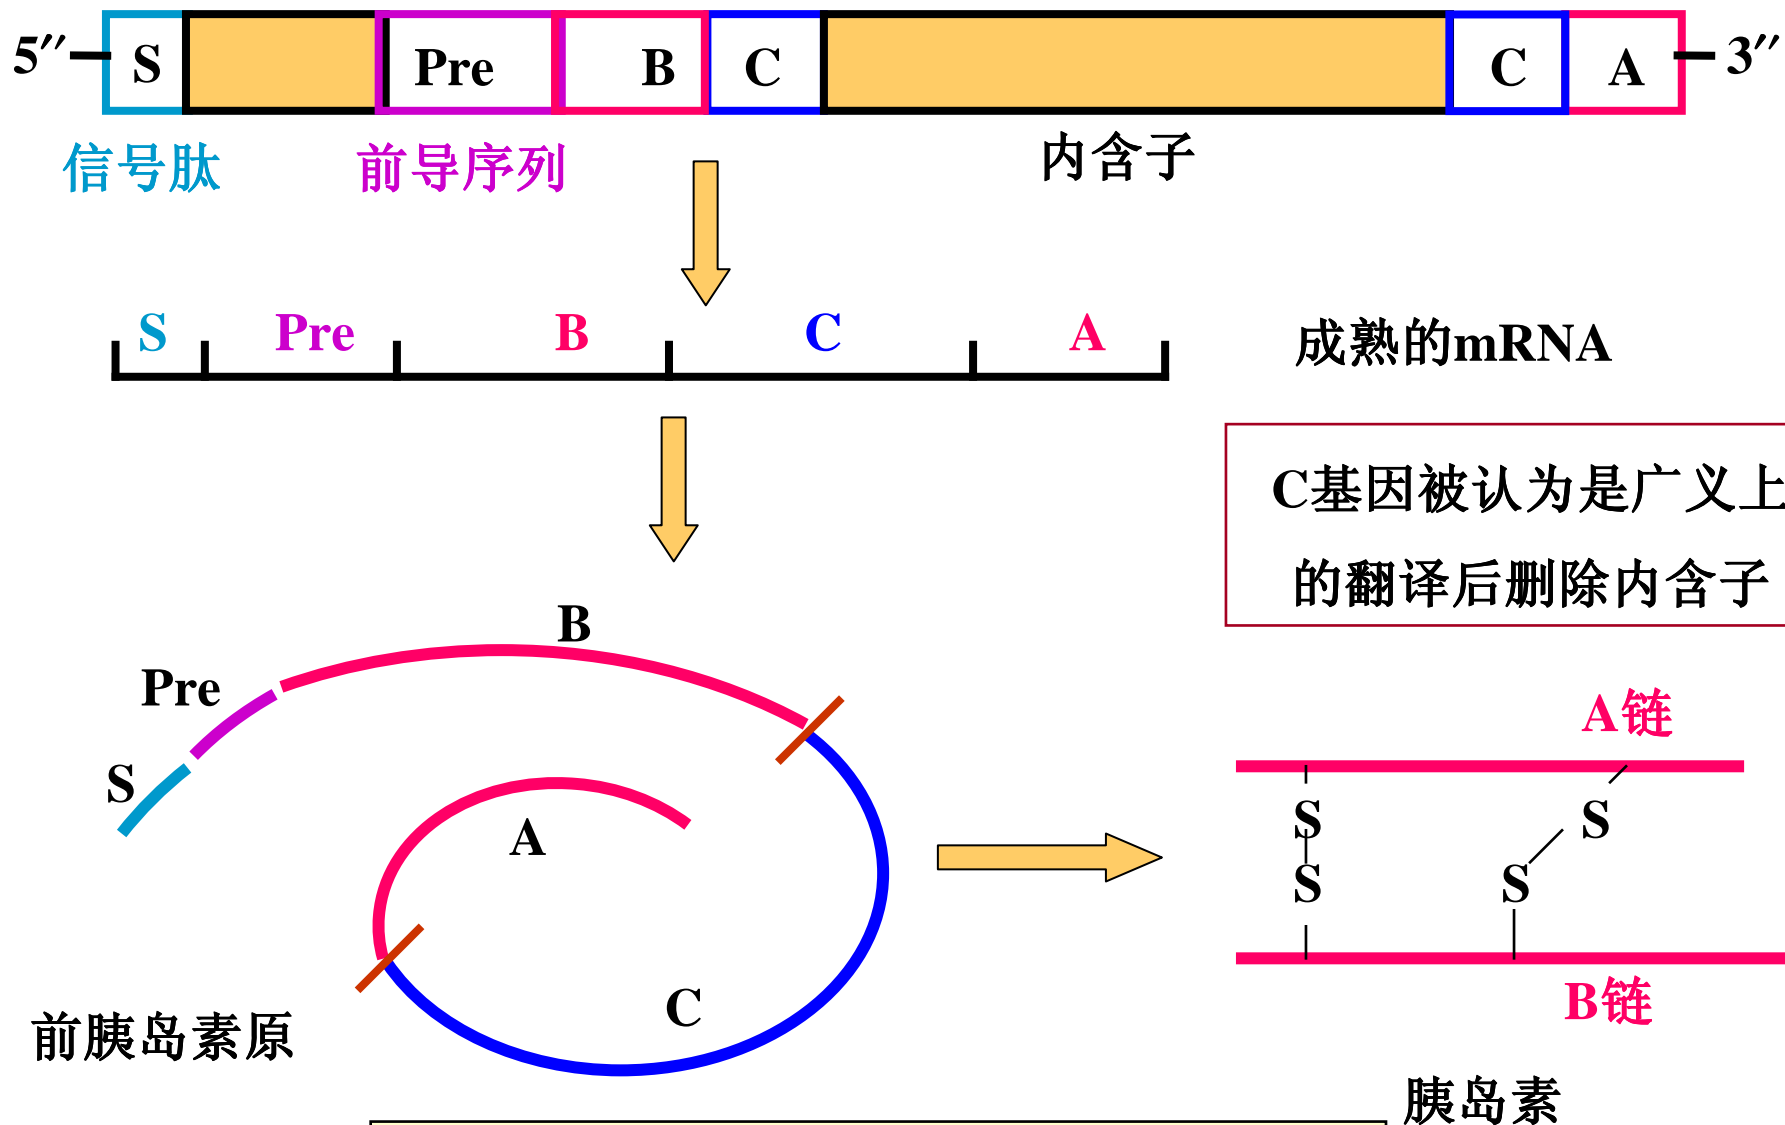 5″ S Pre B C C A 3″
信号肽 前导序列 内含子
S Pre B C A 成熟的mRNA
C基因被认为是广义上
的翻译后删除内含子
B
Pre
A链
S
A
S S
S S
C
B链
前胰岛素原
胰岛素